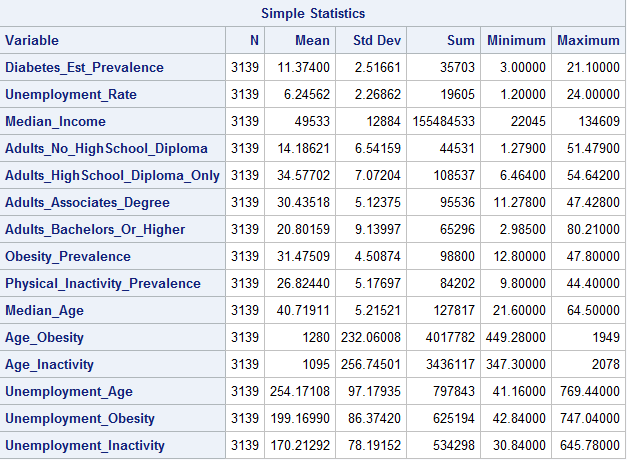 Simple Statistics
Variable N Mean Std Dev Sum Minimum Maximum
Diabetes_Est_Prevalence 3139 11.37400 2.51661 35703 3.00000 21.10000
Unemployment_Rate 3139 6.24562 2.26862 19605 1.20000 24.00000
Median_Income 3139 49533 12884 155484533 22045 134609
Adults_No_HighSchool_Diploma 3139 14.18621 6.54159 44531 1.27900 51.47900
Adults_HighSchool_Diploma_Only 3139 34.57702 7.07204 108537 6.46400 54.64200
Adults_Associates_Degree 3139 30.43518 5.12375 95536 11.27800 47.42800
Adults_Bachelors_Or_Higher 3139 20.80159 9.13997 65296 2.98500 80.21000
Obesity_Prevalence 3139 31.47509 4.50874 98800 12.80000 47.80000
Physical_Inactivity_Prevalence 3139 26.82440 5.17697 84202 9.80000 44.40000
Median_Age 3139 40.71911 5.21521 127817 21.60000 64.50000
Age_Obesity 3139 1280 232.06008 4017782 449.28000 1949
Age_Inactivity 3139 1095 256.74501 3436117 347.30000 2078
Unemployment_Age 3139 254.17108 97.17935 797843 41.16000 769.44000
Unemployment_Obesity 3139 199.16990 86.37420 625194 42.84000 747.04000
Unemployment_Inactivity 3139 170.21292 78.19152 534298 30.84000 645.78000